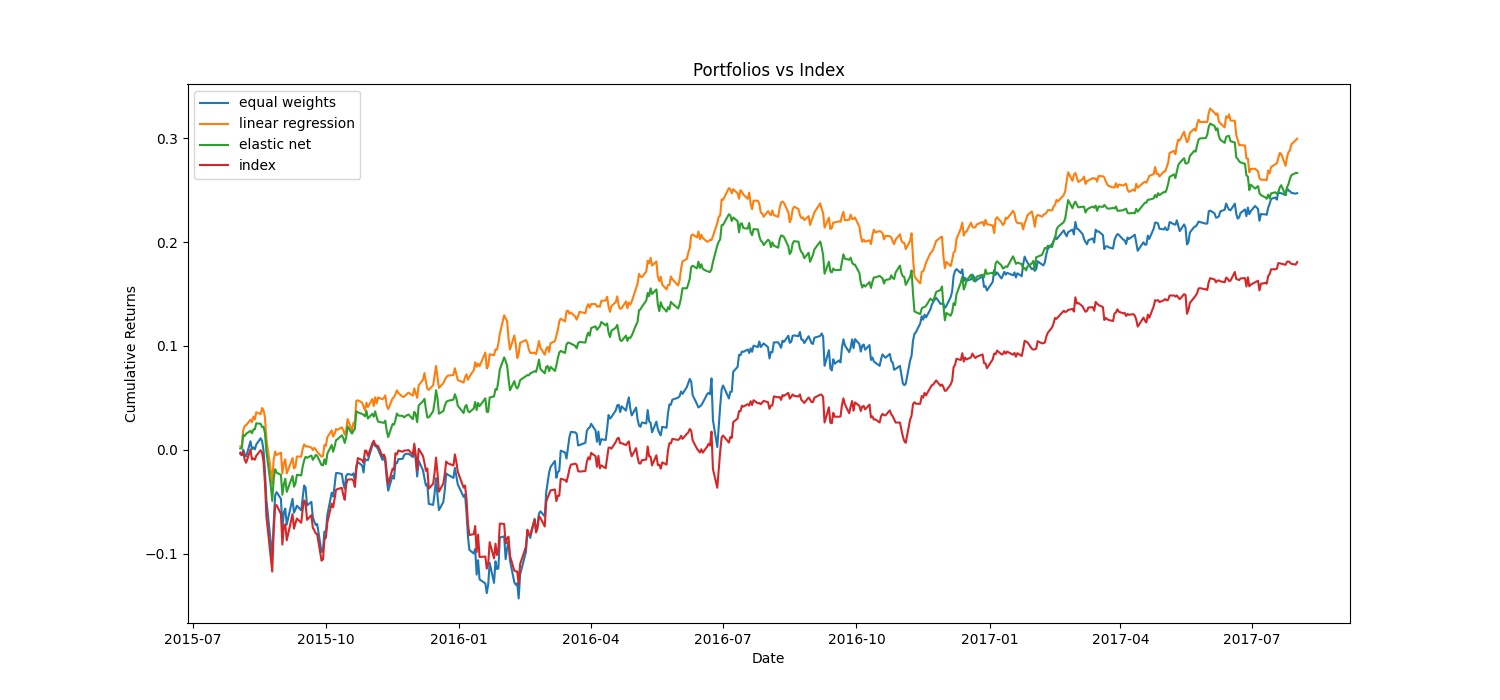 Portfolios vs Index
equal weights
linear regression
elastic net
index
Cumulative Returns
0.3
0.2
0.1
0.0
−0.1
2015-07 2015-10 2016-01 2016-04 2016-07 2016-10 2017-01 2017-04 2017-07
Date